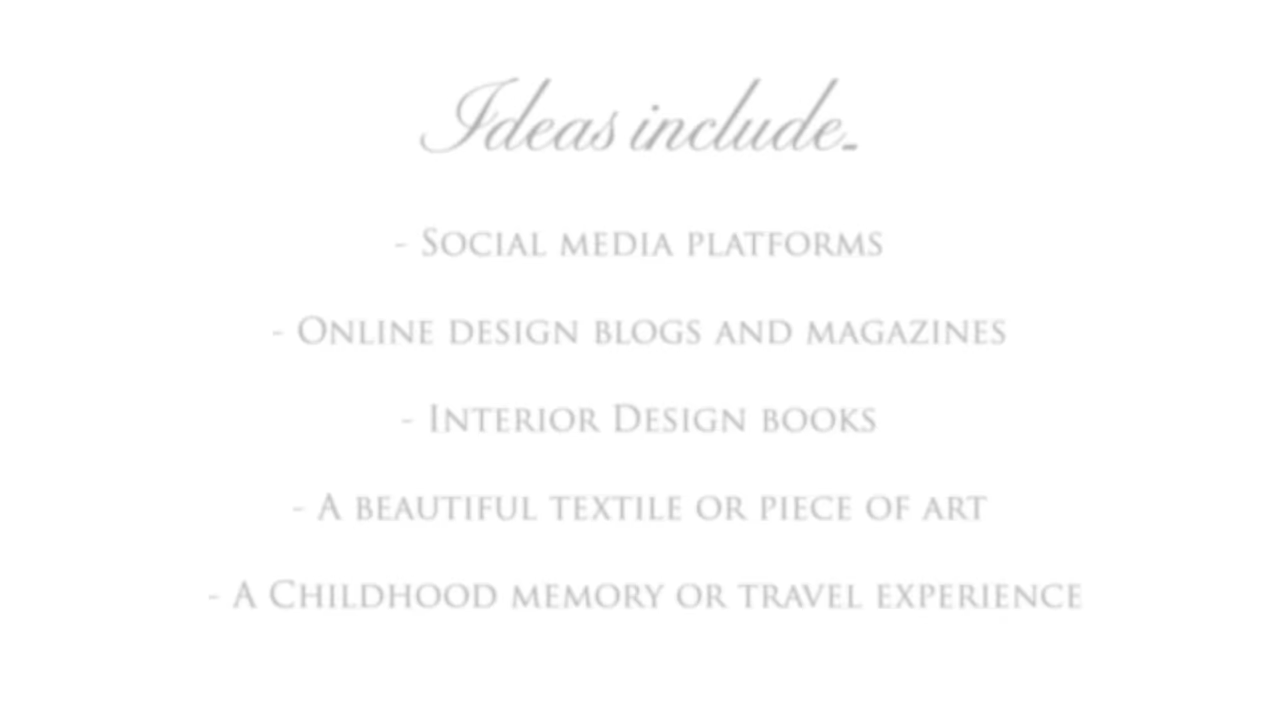 Ideas include..
- Social media platforms
- Online design blogs and magazines
- Interior Design books
- A beautiful textile or piece of art
- A Childhood memory or travel experience